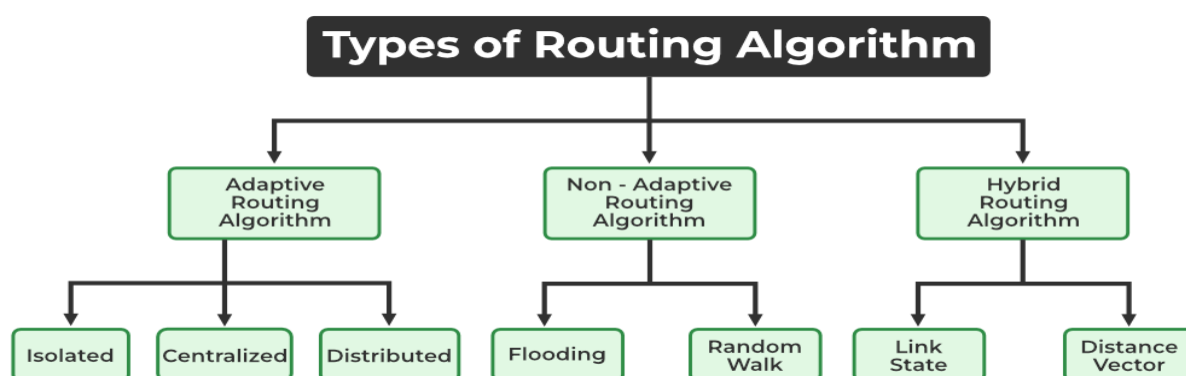 Types of Routing Algorithm
Adaptive
Routing
Algorithm
Non - Adaptive
Routing
Algorithm
Hybrid
Routing
Algorithm
Isolated
Centralized
Distributed
Flooding
Random
Walk
Link
State
Distance
Vector